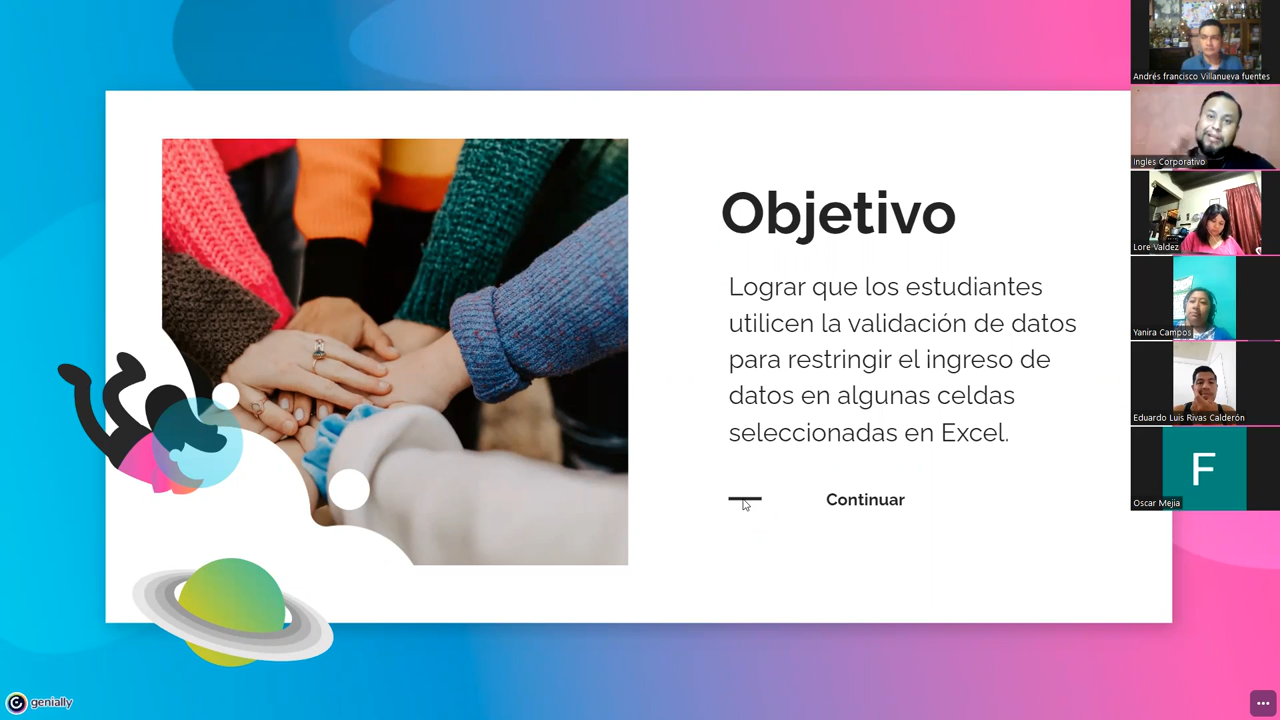 Objetivo
Lograr que los estudiantes
utilicen la validación de datos
para restringir el ingreso de
datos en algunas celdas
seleccionadas en Excel.
Continuar
Andrés francisco Villanueva fuentes
Ingles Corporativo
Lore Valdez
Yanira Campos
Eduardo Luis Rivas Calderón
F
Oscar Mejia
genially